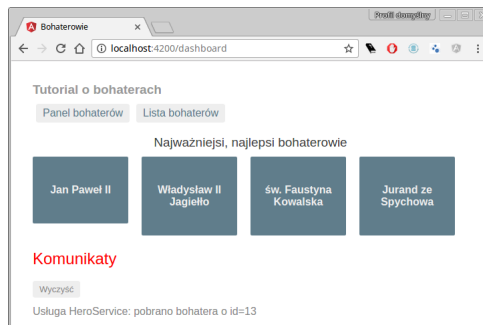 Profil domyślny
Bohaterowie
localhost:4200/dashboard
Tutorial o bohaterach
Panel bohaterów Lista bohaterów
Najważniejsi, najlepsi bohaterowie
Jan Paweł II
Władysław II
Jagiełło
św. Faustyna
Kowalska
Jurand ze
Spychowa
Komunikaty
Wyczyść
Usługa HeroService: pobrano bohatera o id=13